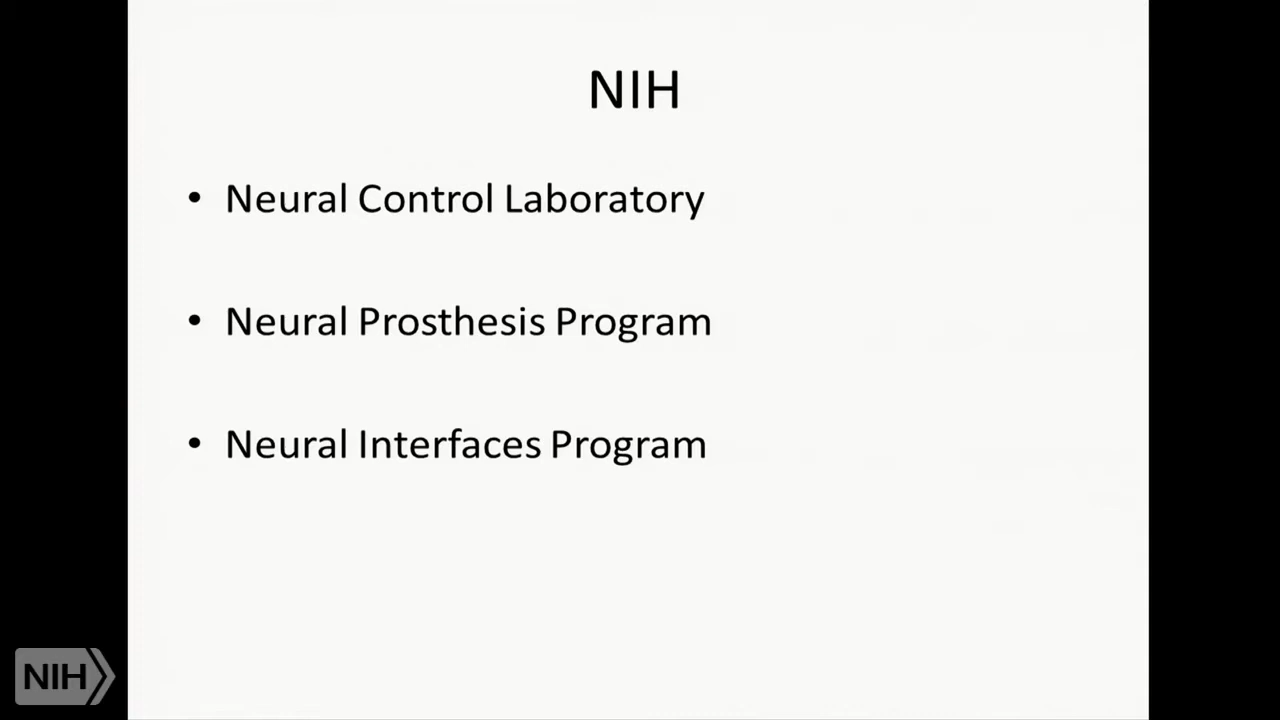 NIH
• Neural Control Laboratory
• Neural Prosthesis Program
• Neural Interfaces Program
NIH